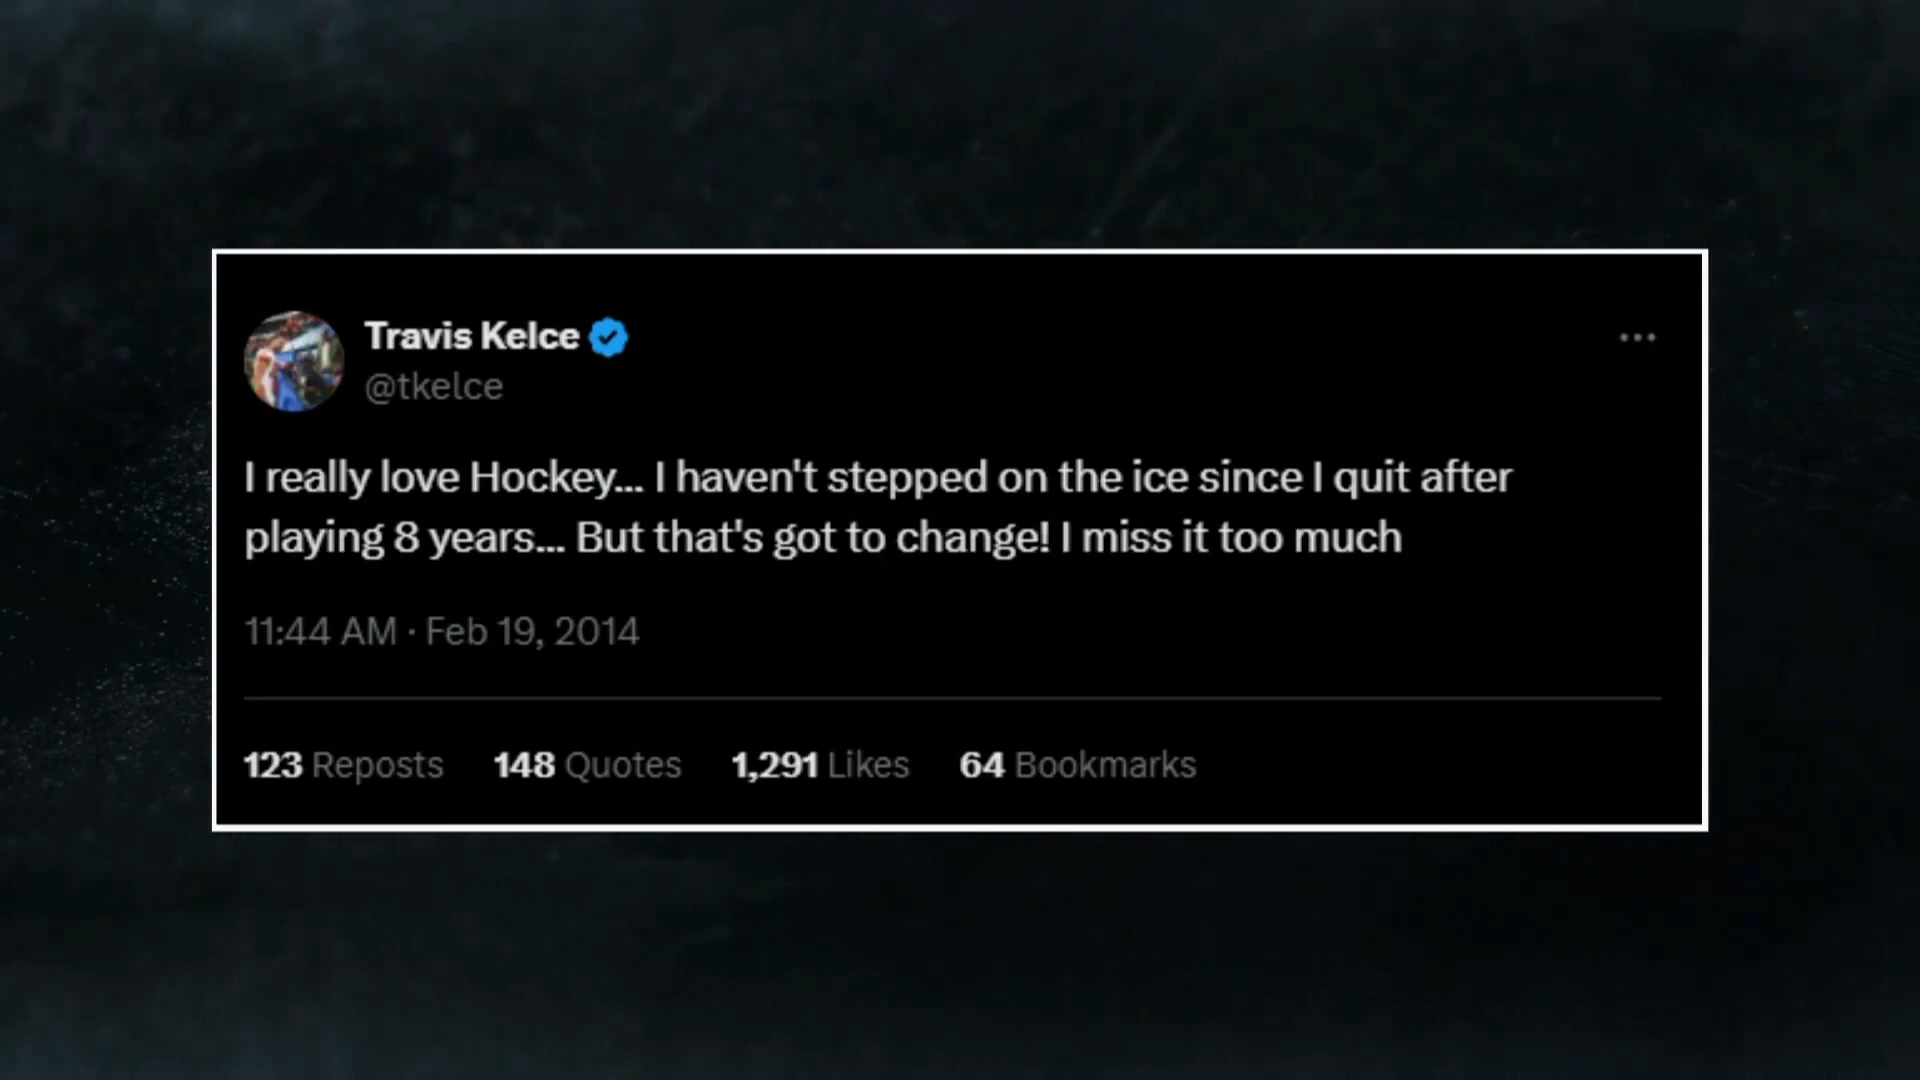 Travis Kelce
@tkelce
I really love Hockey... I haven't stepped on the ice since I quit after
playing 8 years... But that's got to change! I miss it too much
11:44 AM · Feb 19, 2014
123 Reposts 148 Quotes 1,291 Likes 64 Bookmarks